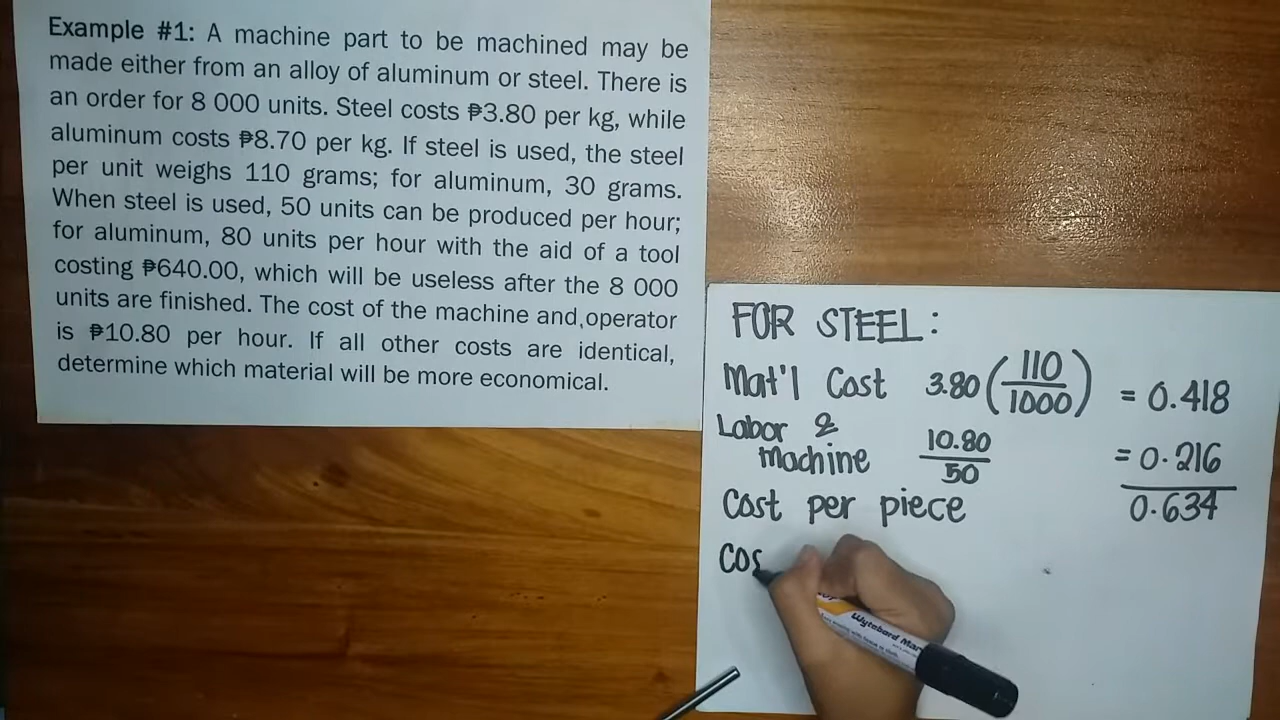 Example #1: A machine part to be machined may be
made either from an alloy of aluminum or steel. There is
an order for 8 000 units. Steel costs ₱3.80 per kg, while
aluminum costs ₱8.70 per kg. If steel is used, the steel
per unit weighs 110 grams; for aluminum, 30 grams.
When steel is used, 50 units can be produced per hour;
for aluminum, 80 units per hour with the aid of a tool
costing ₱640.00, which will be useless after the 8 000
units are finished. The cost of the machine and operator
is ₱10.80 per hour. If all other costs are identical,
determine which material will be more economical.
FOR STEEL:
Mat'l Cost 3.80 (110/1000) = 0.418
Labor &
Machine 10.80/50 = 0.216
Cost per piece 0.634
Cos
Wytebord Mar